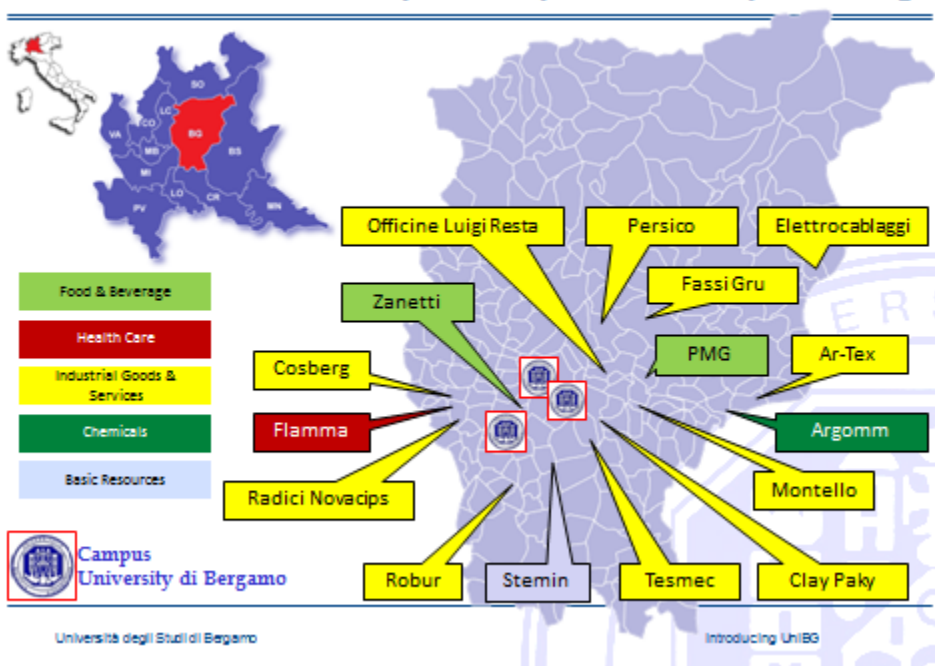 SO
LC
CO
VA
BG
MB
BS
MI
LO
CR
PV
MN
Officine Luigi Resta
Persico
Elettrocablaggi
Food & Beverage
Zanetti
Fassi Gru
Health Care
PMG
Ar-Tex
Industrial Goods &
Services
Cosberg
Chemicals
Flamma
Argomm
Basic Resources
Radici Novacips
Montello
Campus
University di Bergamo
Robur
Stemin
Tesmec
Clay Paky
Università degli Studi di Bergamo
Introducing UniBG